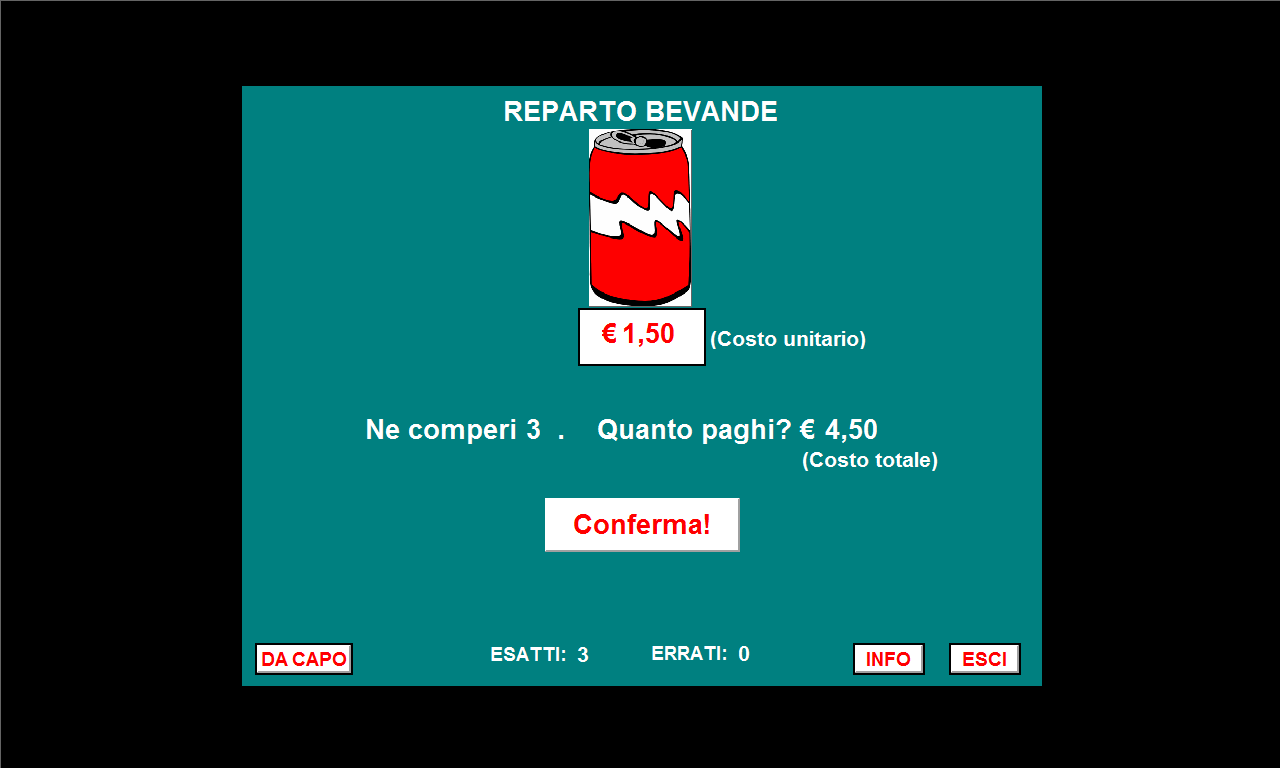 REPARTO BEVANDE
€ 1,50 (Costo unitario)
Ne comperi 3 . Quanto paghi? € 4,50
(Costo totale)
Conferma!
DA CAPO ESATTI: 3 ERRATI: 0 INFO ESCI